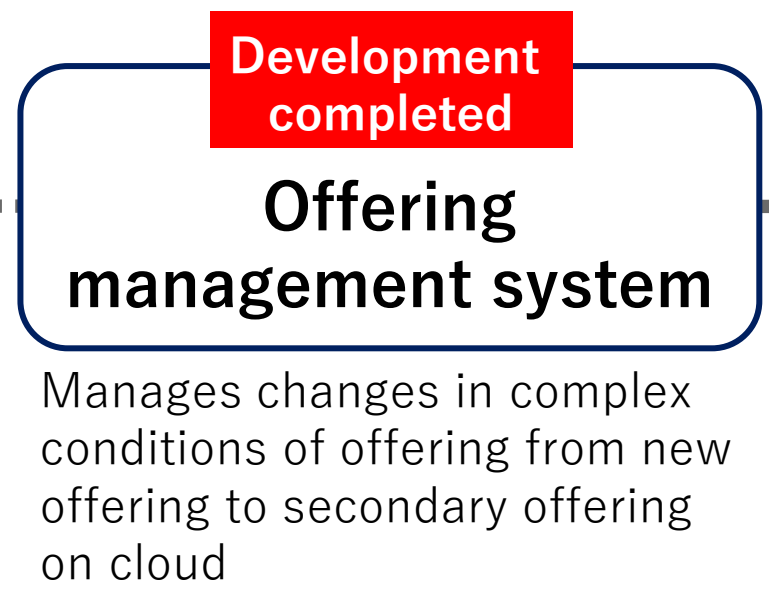 Development
completed
Offering
management system
Manages changes in complex
conditions of offering from new
offering to secondary offering
on cloud